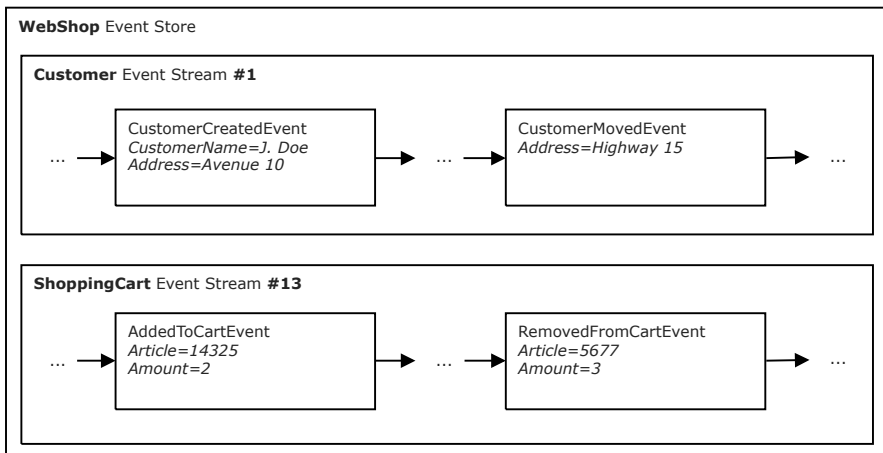 WebShop Event Store
Customer Event Stream #1
... CustomerCreatedEvent
CustomerName=J. Doe
Address=Avenue 10
... CustomerMovedEvent
Address=Highway 15
...
ShoppingCart Event Stream #13
... AddedToCartEvent
Article=14325
Amount=2
... RemovedFromCartEvent
Article=5677
Amount=3
...